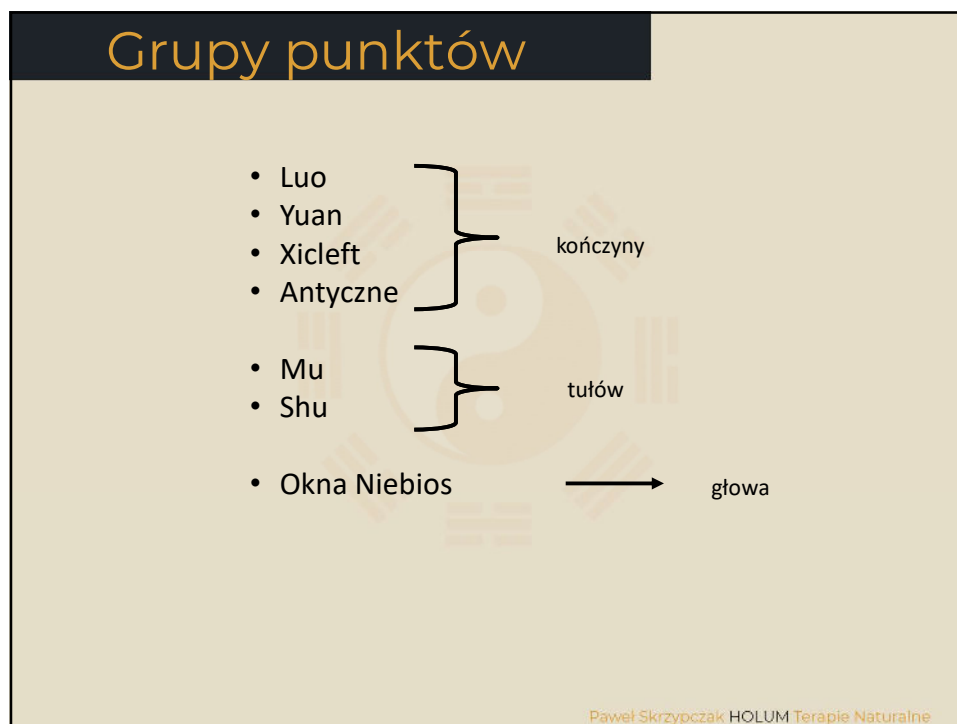 Grupy punktów
• Luo
• Yuan
• Xicleft
• Antyczne
kończyny
• Mu
• Shu
tułów
• Okna Niebios
głowa
Paweł Skrzypczak HOLUM Terapie Naturalne